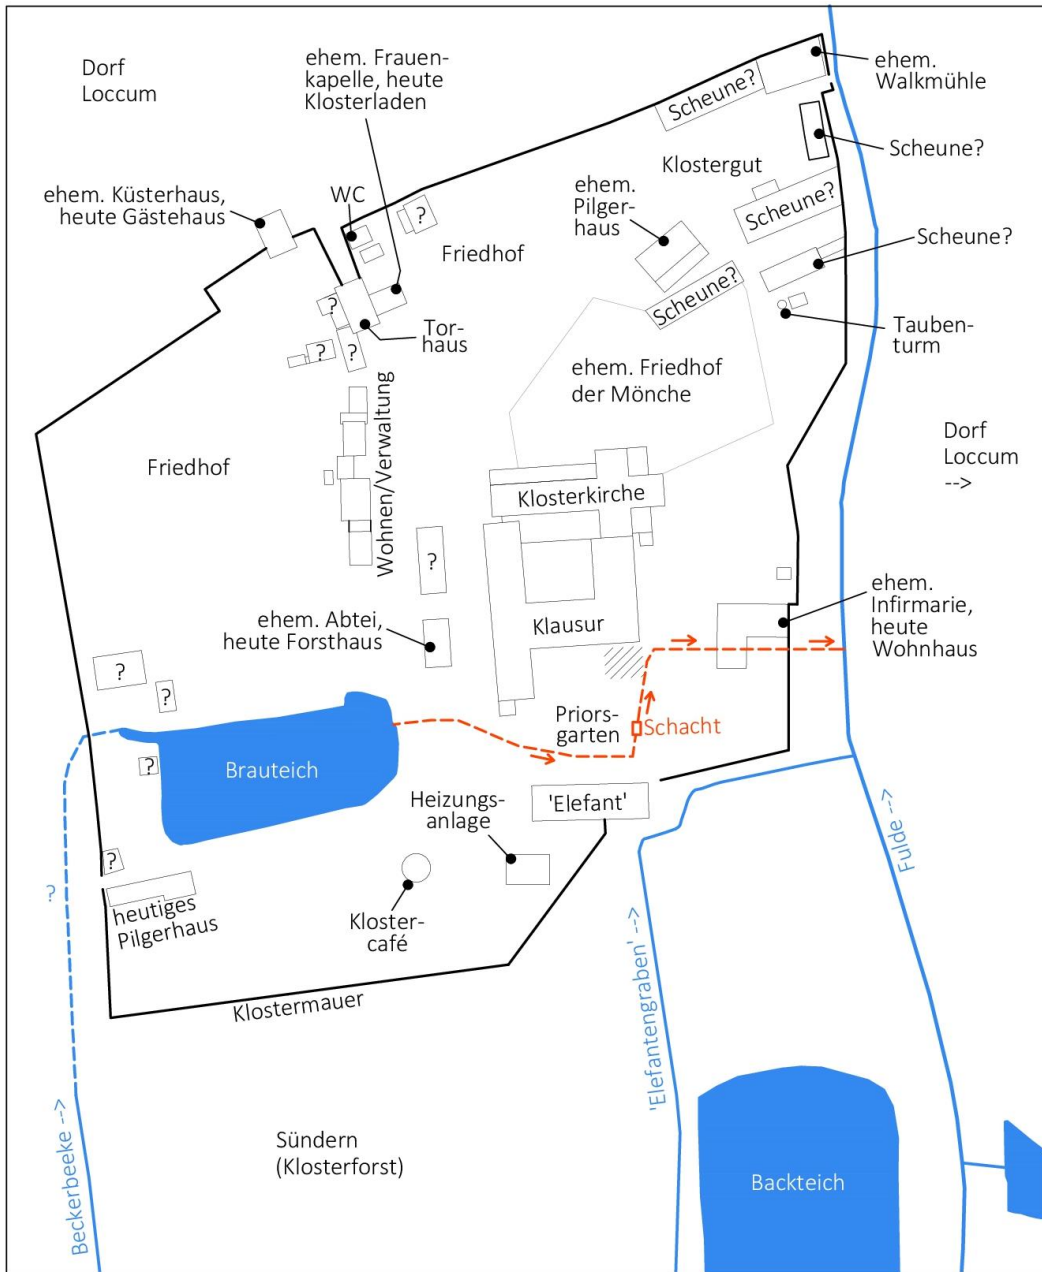 Dorf
Loccum
ehem. Frauen-
kapelle, heute
Klosterladen
ehem.
Walkmühle
Scheune?
Scheune?
Klostergut
ehem. Küsterhaus,
heute Gästehaus
WC
?
Friedhof
ehem.
Pilger-
haus
Scheune?
Scheune?
Scheune?
?
Tor-
haus
?
?
Tauben-
turm
ehem. Friedhof
der Mönche
Wohnen/Verwaltung
Friedhof
Dorf
Loccum
-->
Klosterkirche
?
ehem. Abtei,
heute Forsthaus
Klausur
ehem.
Infirmarie,
heute
Wohnhaus
?
?
Priors-
garten
Schacht
?
Brauteich
'Elefant'
Heizungs-
anlage
?
?
heutiges
Pilgerhaus
Kloster-
café
Klostermauer
Fulde -->
'Elefantengraben' -->
Beckerbeeke -->
Sündern
(Klosterforst)
Backteich